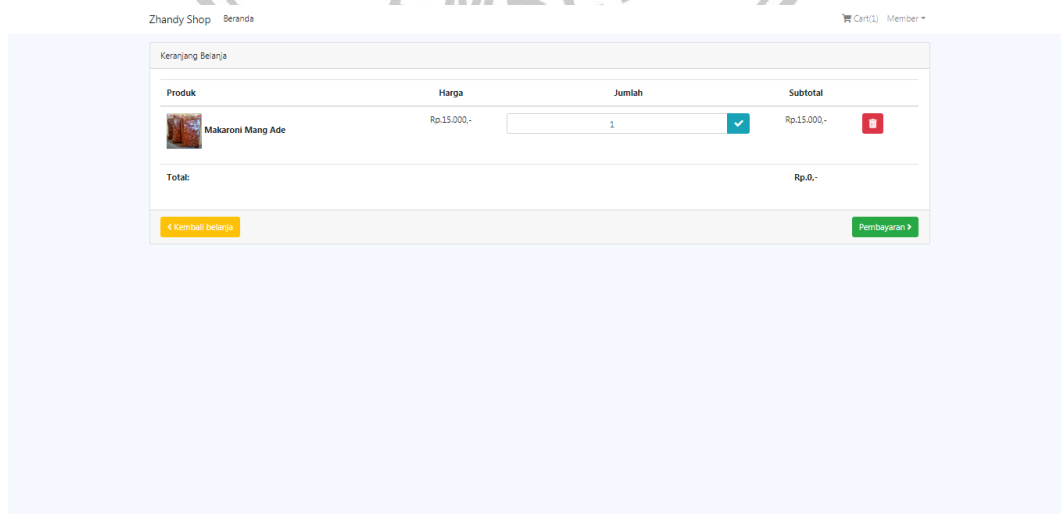 Zhandy Shop Beranda Cart(1) Member
Keranjang Belanja
Produk Harga Jumlah Subtotal
Makaroni Mang Ade Rp.15.000,- 1 Rp.15.000,-
Total: Rp.0,-
Kembali belanja Pembayaran